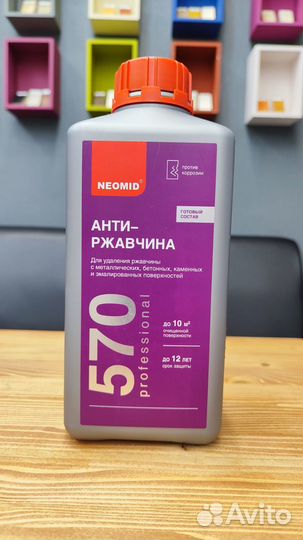 NEOMID®
против
коррозии
ГОТОВЫЙ
СОСТАВ
АНТИ-
РЖАВЧИНА
Для удаления ржавчины
с металлических, бетонных, каменных
и эмалированных поверхностей
570
professional
до 10 м²
очищенной
поверхности
до 12 ЛЕТ
срок защиты
Avito